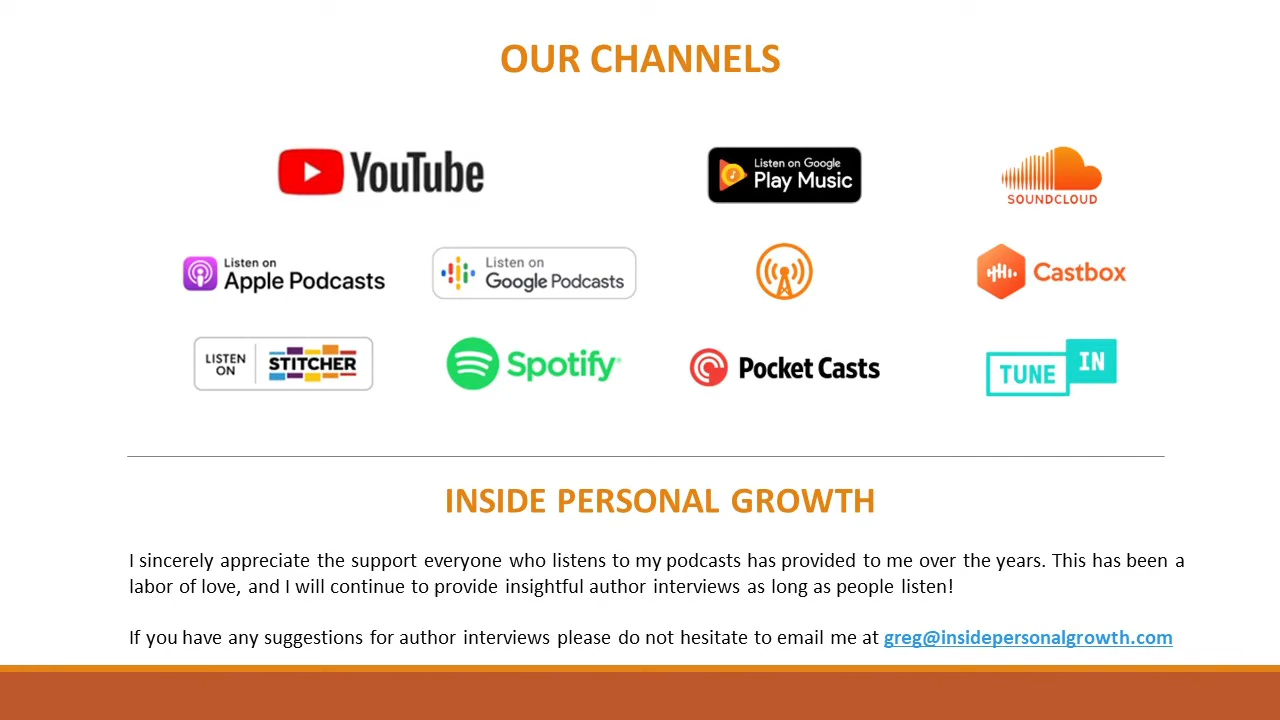 OUR CHANNELS
YouTube
Listen on Google
Play Music
SOUNDCLOUD
Listen on
Apple Podcasts
Listen on
Google Podcasts
Castbox
LISTEN
ON
STITCHER
Spotify®
Pocket Casts
TUNE
IN
INSIDE PERSONAL GROWTH
I sincerely appreciate the support everyone who listens to my podcasts has provided to me over the years. This has been a
labor of love, and I will continue to provide insightful author interviews as long as people listen!
If you have any suggestions for author interviews please do not hesitate to email me at greg@insidepersonalgrowth.com